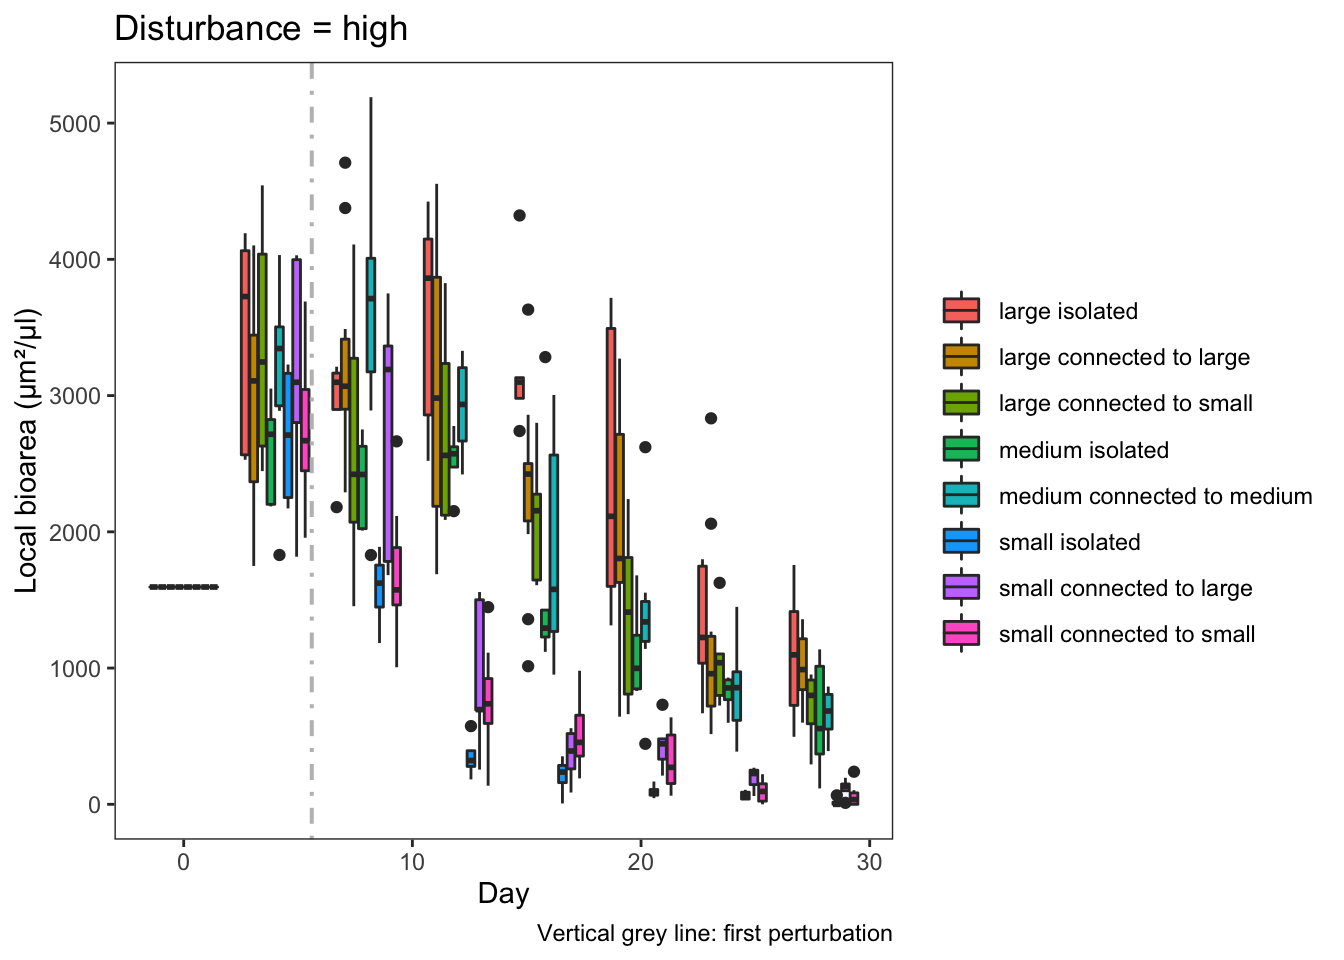 Disturbance = high
Local bioarea (μm²/μl)
5000
4000
3000
2000
1000
0
0
10
20
30
Day
Vertical grey line: first perturbation
large isolated
large connected to large
large connected to small
medium isolated
medium connected to medium
small isolated
small connected to large
small connected to small